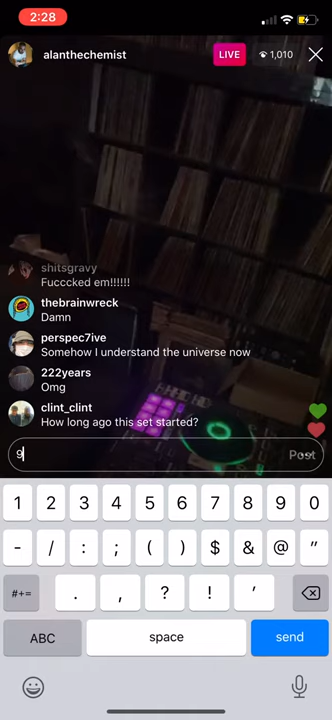 2:28
alanthechemist LIVE 1,010
shitsgravy
Fucccked em!!!!!!
thebrainwreck
Damn
perspec7ive
Somehow I understand the universe now
222years
Omg
clint_clint
How long ago this set started?
9 Post
1 2 3 4 5 6 7 8 9 0
- / : ; ( ) $ & @ ”
#+= . , ? ! ’
ABC space send